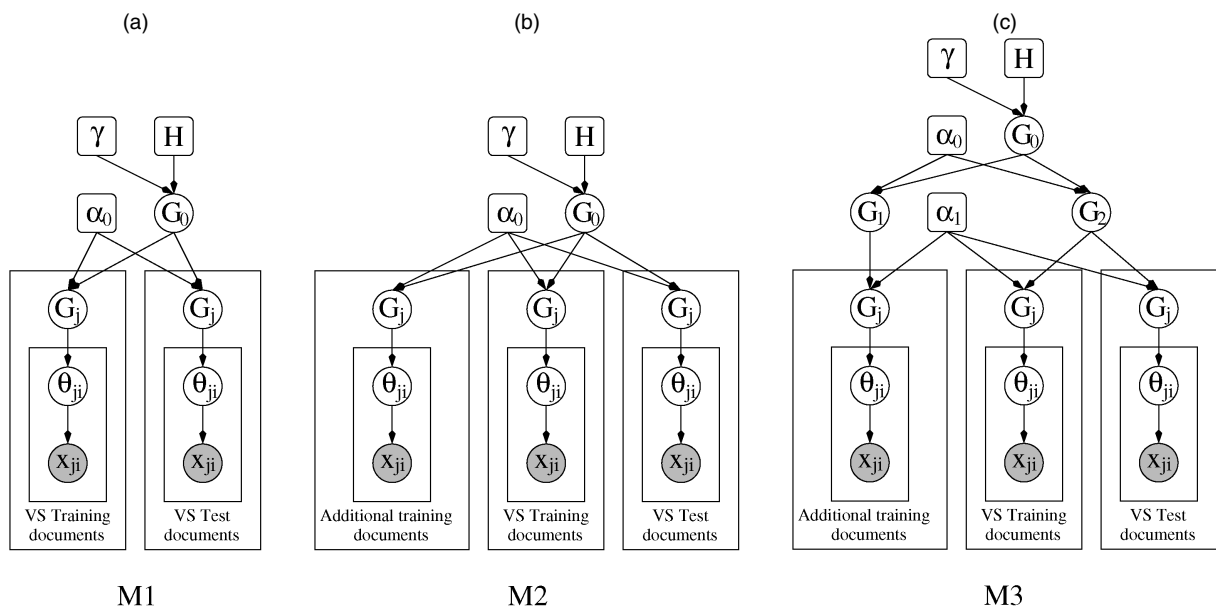 (a)
γ H
α0 G0
Gj Gj
θji θji
xji xji
VS Training documents
VS Test documents
M1
(b)
γ H
α0 G0
Gj Gj Gj
θji θji θji
xji xji xji
Additional training documents
VS Training documents
VS Test documents
M2
(c)
γ H
α0 G0
G1 α1 G2
Gj Gj Gj
θji θji θji
xji xji xji
Additional training documents
VS Training documents
VS Test documents
M3